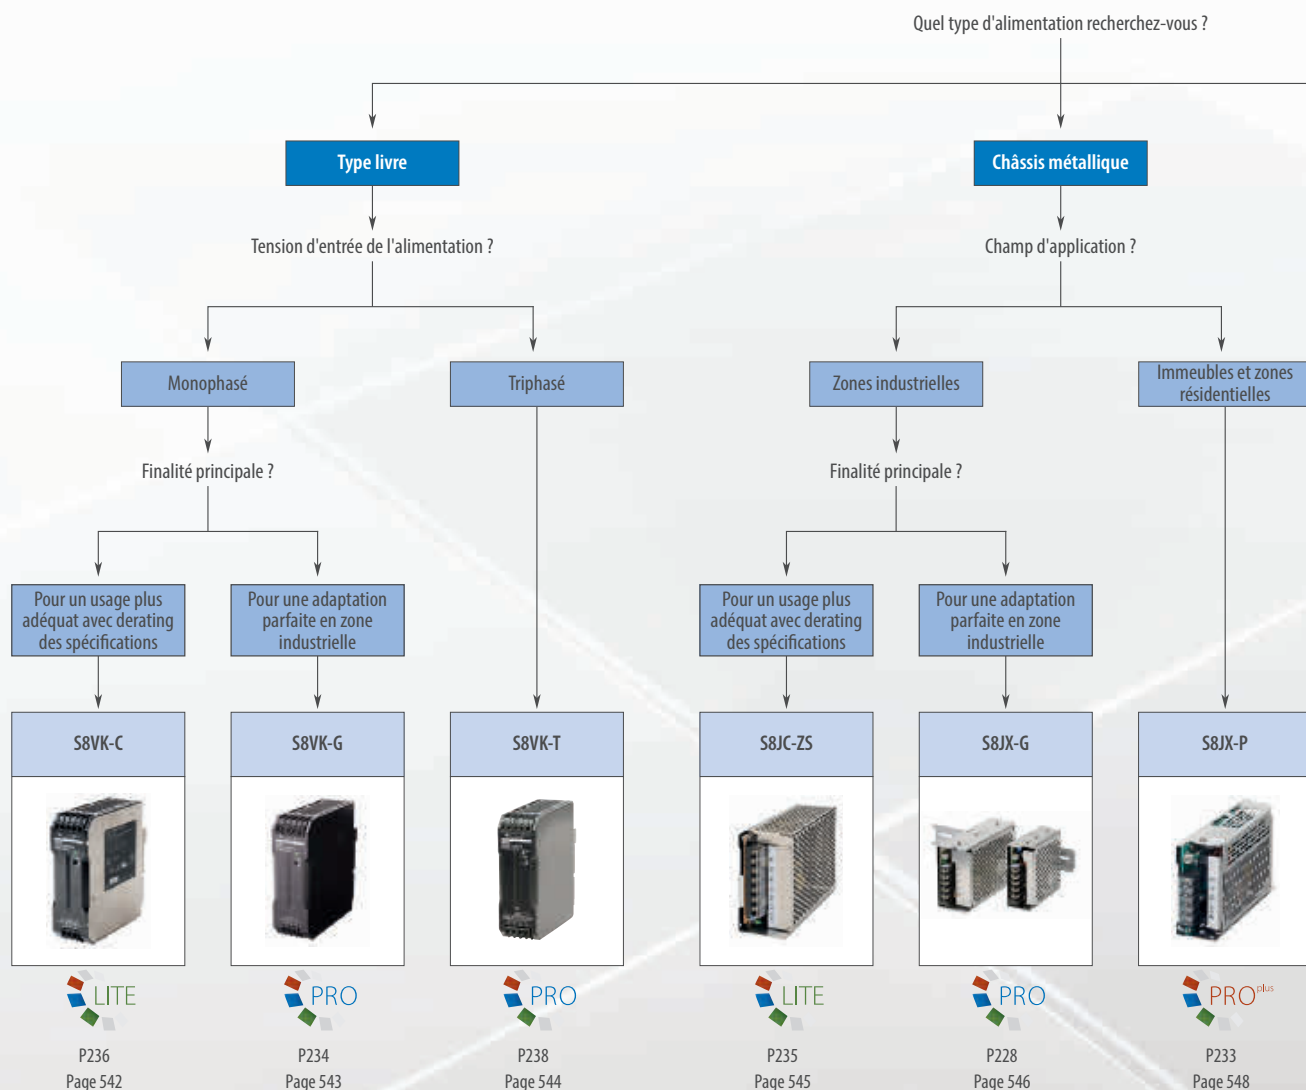 Quel type d'alimentation recherchez-vous ?
Type livre
Châssis métallique
Tension d'entrée de l'alimentation ?
Champ d'application ?
Monophasé
Triphasé
Zones industrielles
Immeubles et zones
résidentielles
Finalité principale ?
Finalité principale ?
Pour un usage plus
adéquat avec derating
des spécifications
Pour une adaptation
parfaite en zone
industrielle
Pour un usage plus
adéquat avec derating
des spécifications
Pour une adaptation
parfaite en zone
industrielle
S8VK-C
S8VK-G
S8VK-T
S8JC-ZS
S8JX-G
S8JX-P
LITE
PRO
PRO
LITE
PRO
PROplus
P236
P234
P238
P235
P228
P233
Page 542
Page 543
Page 544
Page 545
Page 546
Page 548